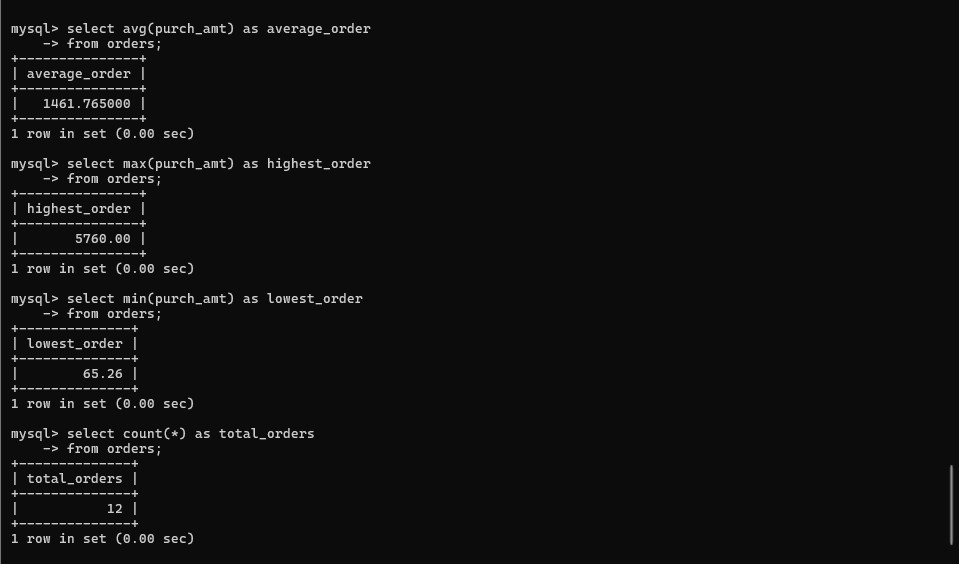 mysql> select avg(purch_amt) as average_order
    -> from orders;
+---------------+
| average_order |
+---------------+
|   1461.765000 |
+---------------+
1 row in set (0.00 sec)

mysql> select max(purch_amt) as highest_order
    -> from orders;
+---------------+
| highest_order |
+---------------+
|       5760.00 |
+---------------+
1 row in set (0.00 sec)

mysql> select min(purch_amt) as lowest_order
    -> from orders;
+--------------+
| lowest_order |
+--------------+
|        65.26 |
+--------------+
1 row in set (0.00 sec)

mysql> select count(*) as total_orders
    -> from orders;
+--------------+
| total_orders |
+--------------+
|           12 |
+--------------+
1 row in set (0.00 sec)